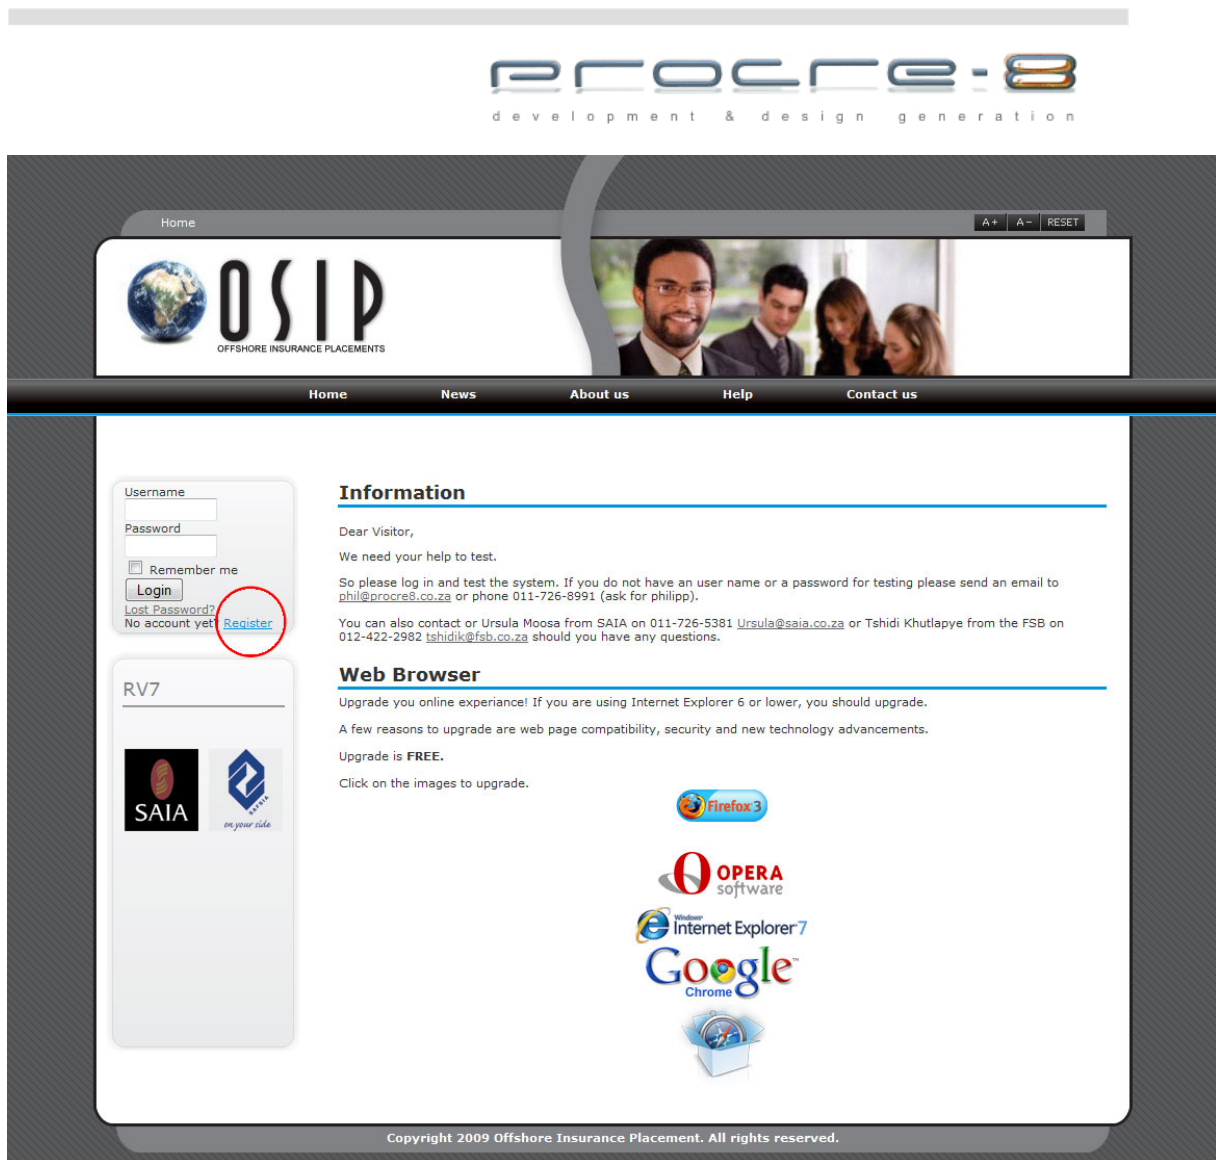 procre-8
development & design generation
Home
A+ A- RESET
OSIP
OFFSHORE INSURANCE PLACEMENTS
Home News About us Help Contact us
Username
Password
Remember me
Login
Lost Password?
No account yet? Register
RV7
SAIA
on your side
Information
Dear Visitor,
We need your help to test.
So please log in and test the system. If you do not have an user name or a password for testing please send an email to
phil@procre8.co.za or phone 011-726-8991 (ask for philipp).
You can also contact or Ursula Moosa from SAIA on 011-726-5381 Ursula@saia.co.za or Tshidi Khutlapye from the FSB on
012-422-2982 tshidik@fsb.co.za should you have any questions.
Web Browser
Upgrade you online experiance! If you are using Internet Explorer 6 or lower, you should upgrade.
A few reasons to upgrade are web page compatibility, security and new technology advancements.
Upgrade is FREE.
Click on the images to upgrade.
Firefox 3
OPERA
software
Windows
Internet Explorer 7
Google
Chrome
Copyright 2009 Offshore Insurance Placement. All rights reserved.